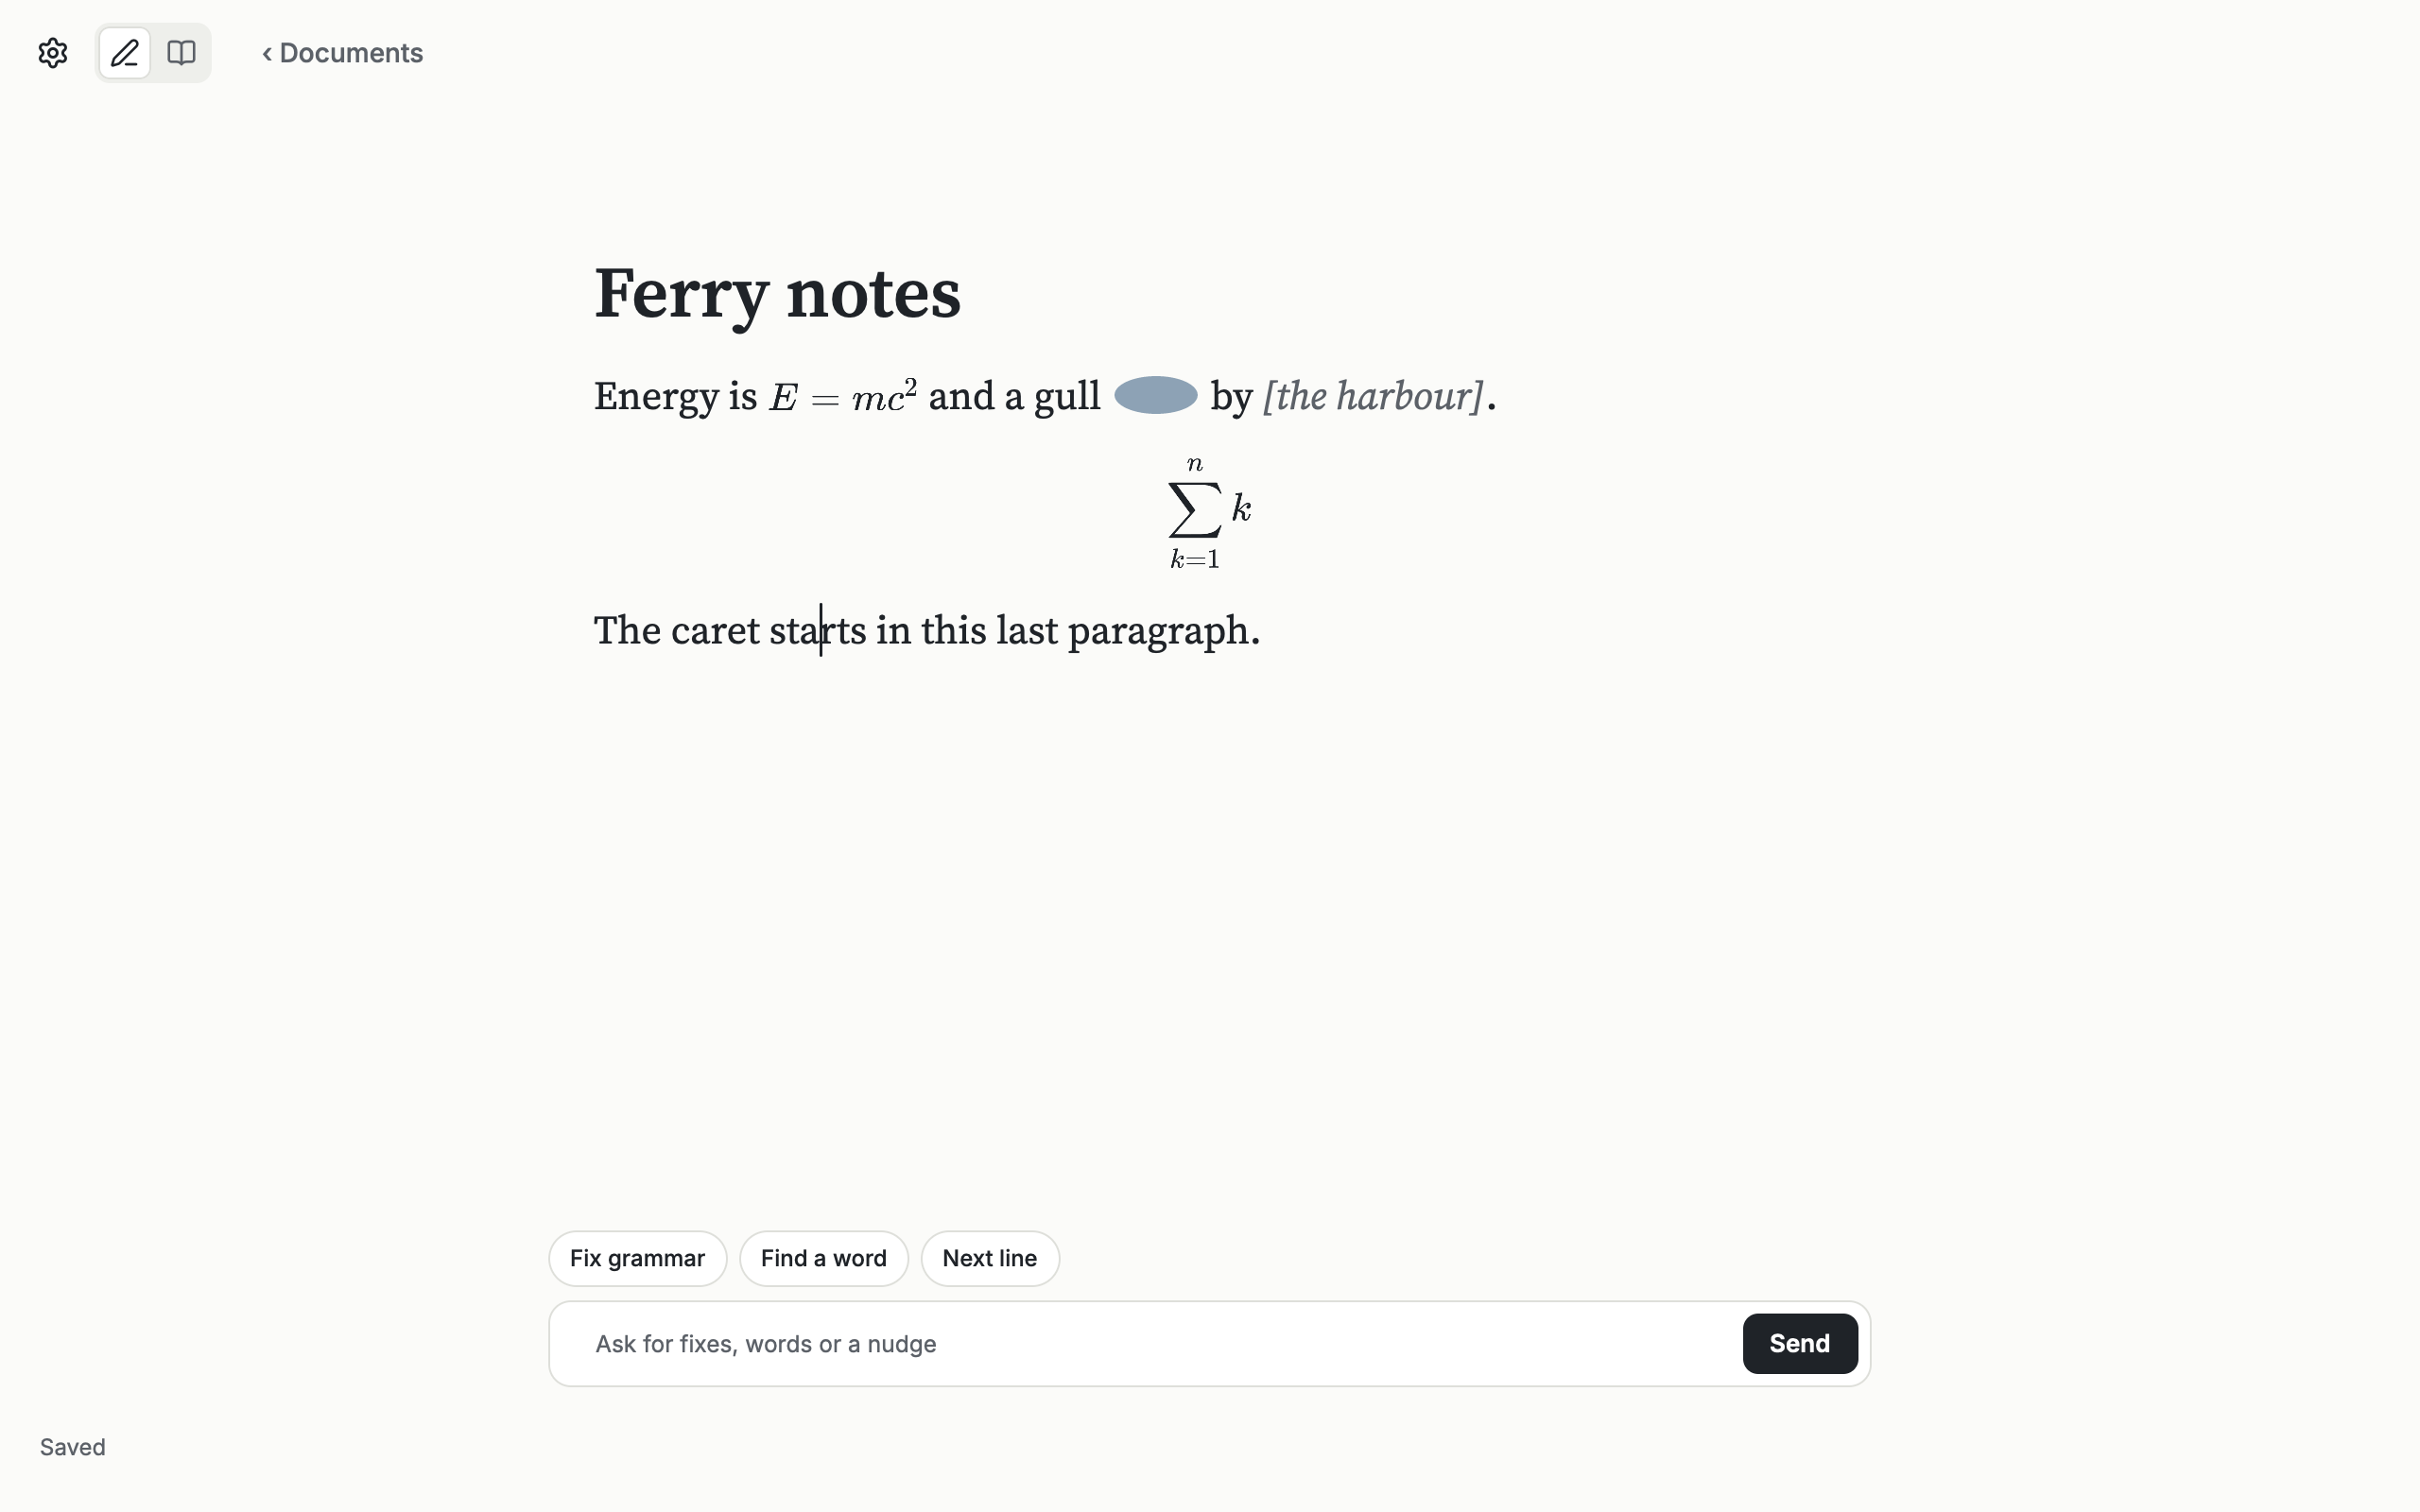 ‹ Documents
Ferry notes
Energy is E = mc² and a gull by [the harbour].
n
∑ k
k=1
The caret starts in this last paragraph.
Fix grammar Find a word Next line
Ask for fixes, words or a nudge Send
Saved